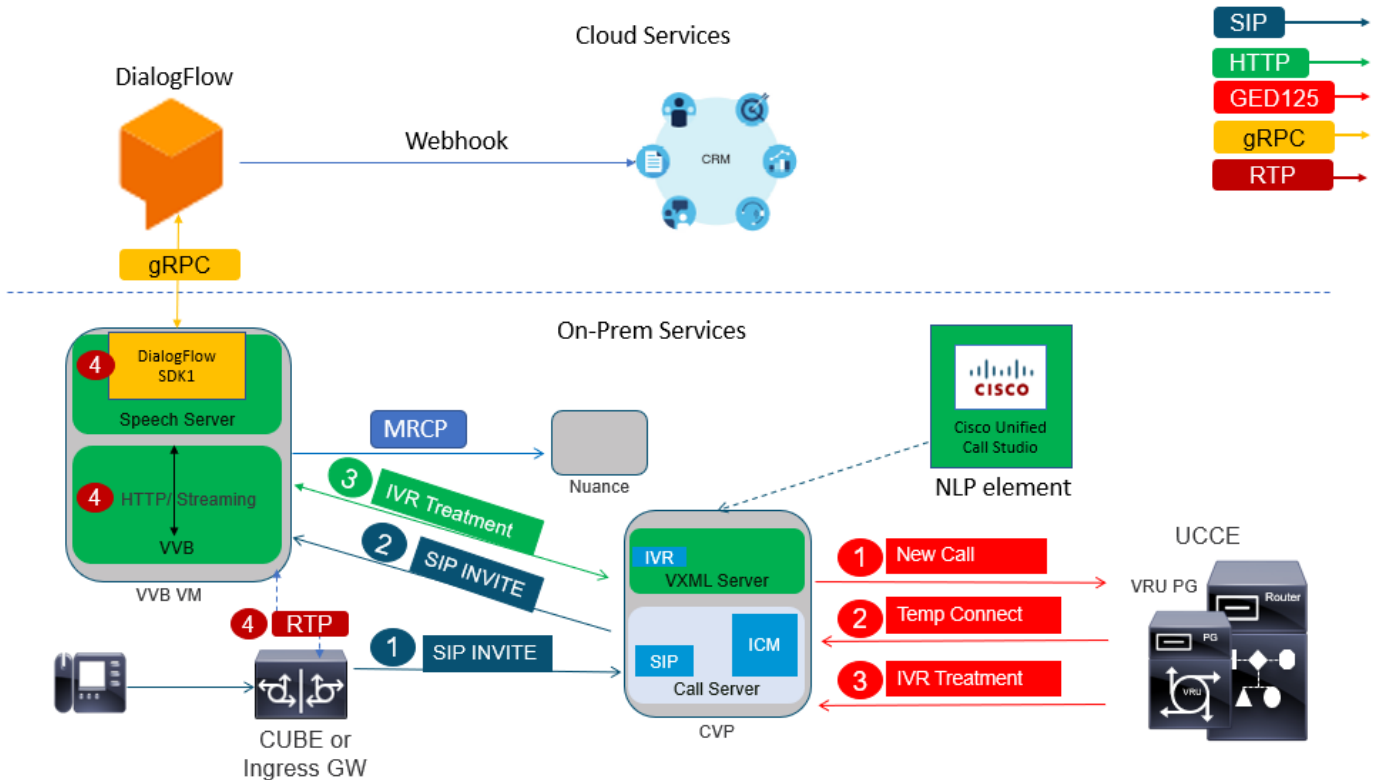 Cloud Services
SIP
HTTP
GED125
gRPC
RTP
DialogFlow
Webhook
CRM
gRPC
On-Prem Services
4
DialogFlow
SDK1
Speech Server
4
HTTP/ Streaming
VVB
VVB VM
MRCP
Nuance
3
IVR Treatment
2
SIP INVITE
CISCO
Cisco Unified
Call Studio
NLP element
IVR
VXML Server
SIP
ICM
Call Server
CVP
1
New Call
2
Temp Connect
3
IVR Treatment
UCCE
VRU PG
Router
PG
VRU
4
RTP
1
SIP INVITE
CUBE or
Ingress GW